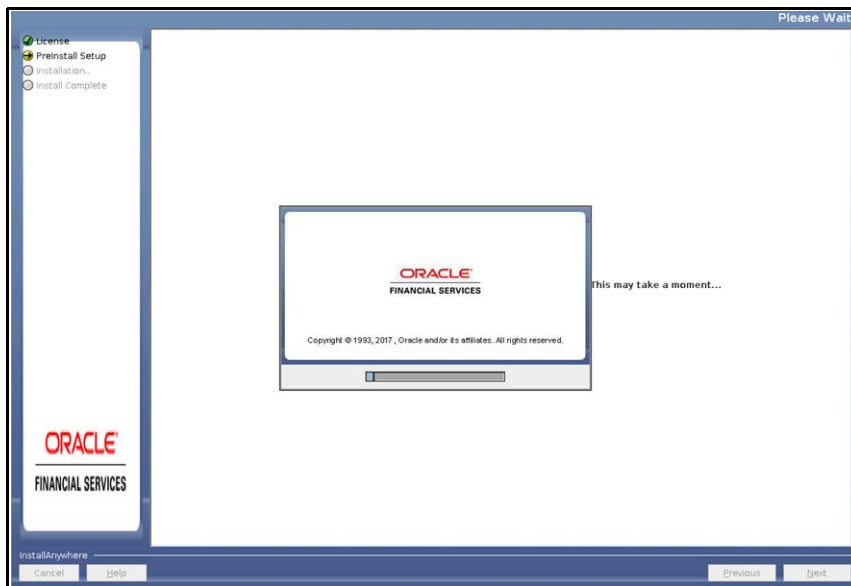 Please Wait
License
PreInstall Setup
Installation..
Install Complete
ORACLE
FINANCIAL SERVICES
Copyright © 1993, 2017 , Oracle and/or its affiliates. All rights reserved.
This may take a moment...
ORACLE
FINANCIAL SERVICES
InstallAnywhere
Cancel
Help
Previous
Next